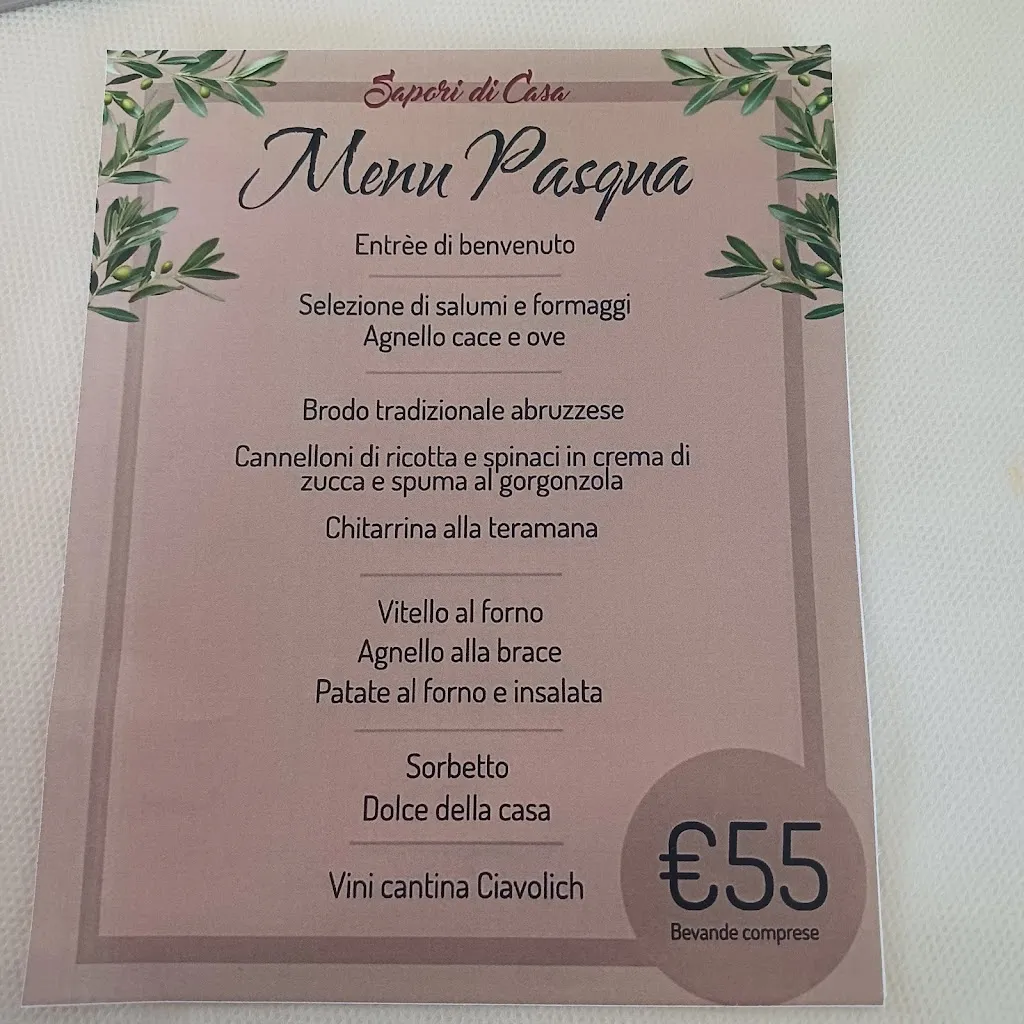 Sapori di Casa
Menu Pasqua
Entrèe di benvenuto
Selezione di salumi e formaggi
Agnello cace e ove
Brodo tradizionale abruzzese
Cannelloni di ricotta e spinaci in crema di
zucca e spuma al gorgonzola
Chitarrina alla teramana
Vitello al forno
Agnello alla brace
Patate al forno e insalata
Sorbetto
Dolce della casa
Vini cantina Ciavolich
€55
Bevande comprese